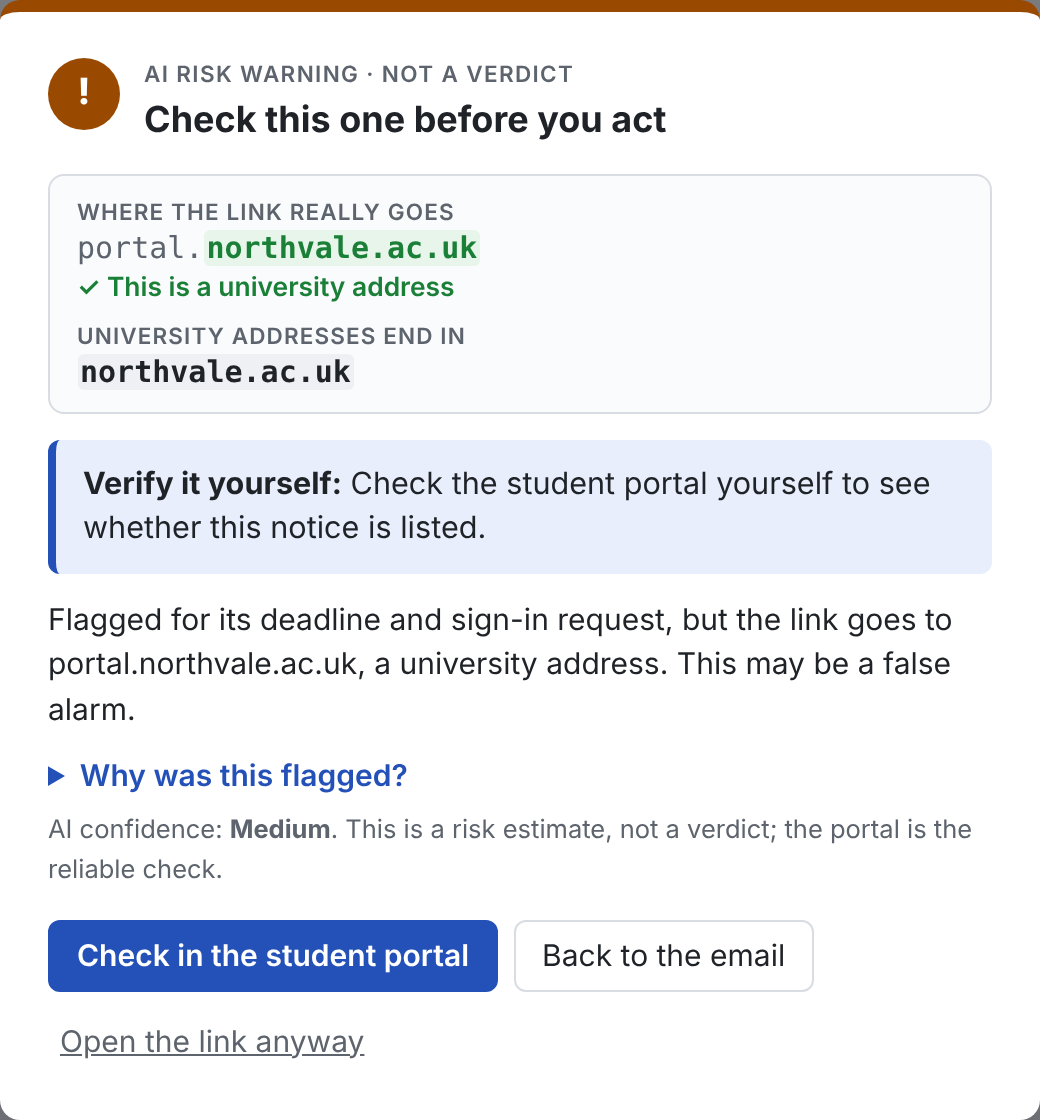 !
AI RISK WARNING · NOT A VERDICT
Check this one before you act
WHERE THE LINK REALLY GOES
portal.northvale.ac.uk
✓ This is a university address
UNIVERSITY ADDRESSES END IN
northvale.ac.uk
Verify it yourself: Check the student portal yourself to see
whether this notice is listed.
Flagged for its deadline and sign-in request, but the link goes to
portal.northvale.ac.uk, a university address. This may be a false
alarm.
▶ Why was this flagged?
AI confidence: Medium. This is a risk estimate, not a verdict; the portal is the
reliable check.
Check in the student portal
Back to the email
Open the link anyway